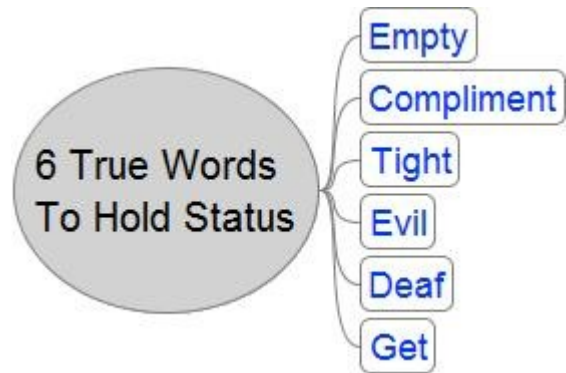 6 True Words
To Hold Status
Empty
Compliment
Tight
Evil
Deaf
Get